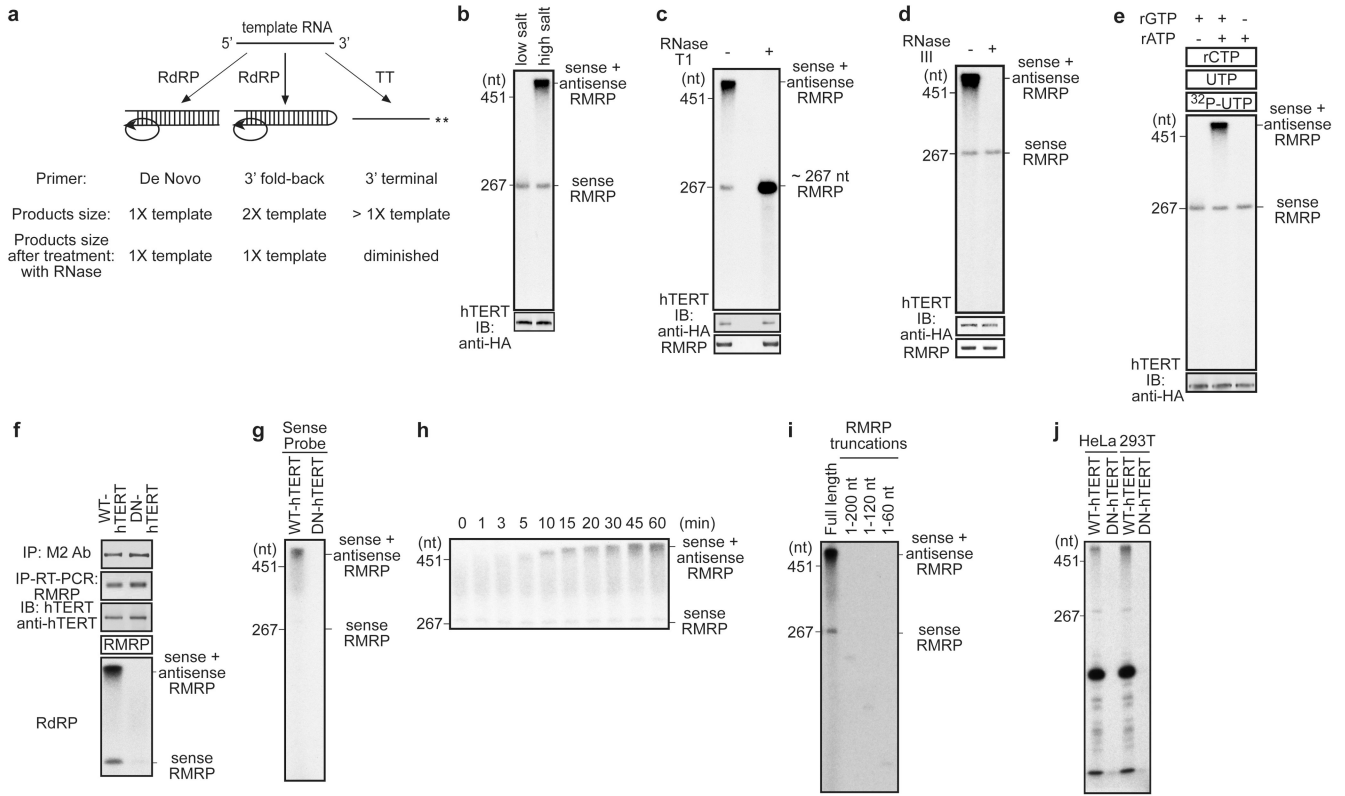 a
template RNA
5’ 3’
RdRP RdRP TT
**
Primer: De Novo 3’ fold-back 3’ terminal
Products size: 1X template 2X template > 1X template
Products size
after treatment: 1X template 1X template diminished
with RNase
b
low salt
high salt
(nt)
451
267
sense +
antisense
RMRP
sense
RMRP
hTERT
IB:
anti-HA
c
RNase
T1
- +
(nt)
451
267
sense +
antisense
RMRP
~ 267 nt
RMRP
hTERT
IB:
anti-HA
RMRP
d
RNase
III
- +
(nt)
451
267
sense +
antisense
RMRP
sense
RMRP
hTERT
IB:
anti-HA
RMRP
e
rGTP + + -
rATP - + +
rCTP
UTP
32P-UTP
(nt)
451
267
sense +
antisense
RMRP
sense
RMRP
hTERT
IB:
anti-HA
f
WT-
hTERT
DN-
hTERT
IP: M2 Ab
IP-RT-PCR:
RMRP
IB: hTERT
anti-hTERT
RMRP
RdRP
sense +
antisense
RMRP
sense
RMRP
g
Sense
Probe
WT-hTERT
DN-hTERT
(nt)
451
267
sense +
antisense
RMRP
sense
RMRP
h
0 1 3 5 10 15 20 30 45 60 (min)
(nt)
451
267
sense +
antisense
RMRP
sense
RMRP
i
RMRP
truncations
Full length
1-200 nt
1-120 nt
1-60 nt
(nt)
451
267
sense +
antisense
RMRP
sense
RMRP
j
HeLa 293T
WT-hTERT
DN-hTERT
WT-hTERT
DN-hTERT
(nt)
451
267